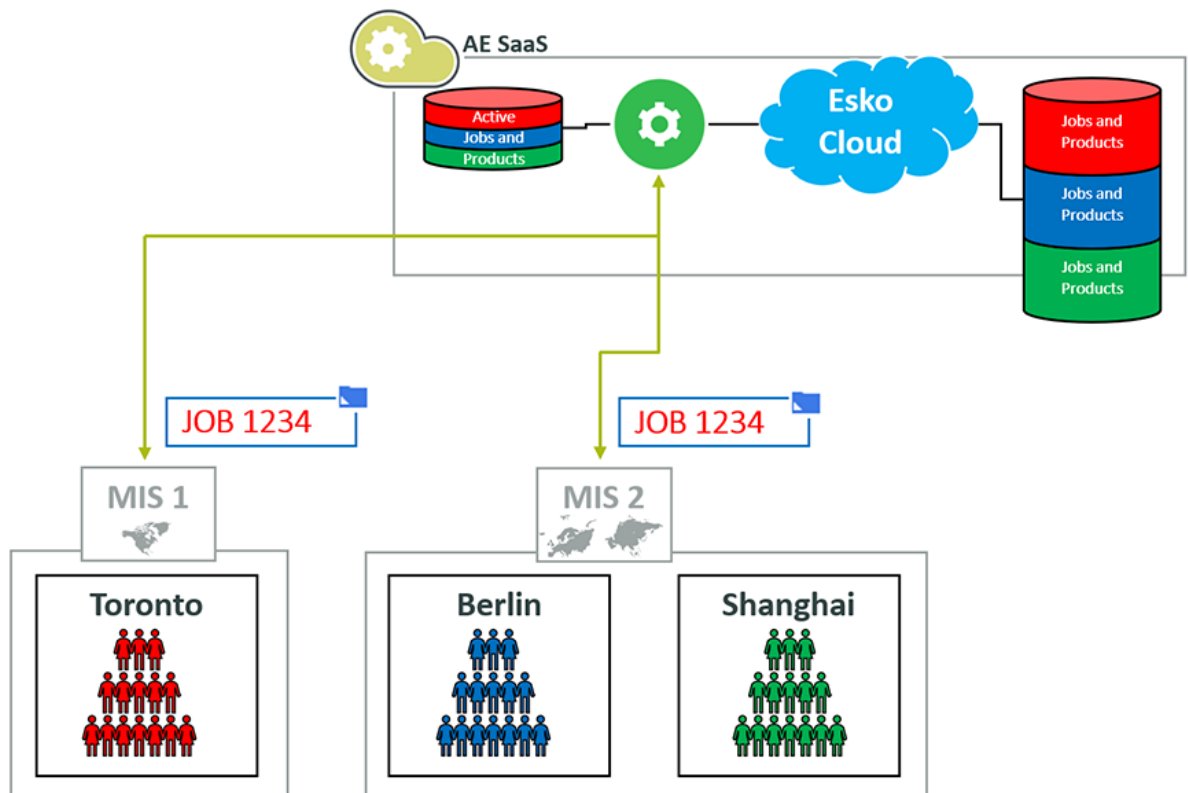 AE SaaS
Active
Jobs and
Products
Esko
Cloud
Jobs and
Products
Jobs and
Products
Jobs and
Products
JOB 1234
JOB 1234
MIS 1
MIS 2
Toronto
Berlin
Shanghai